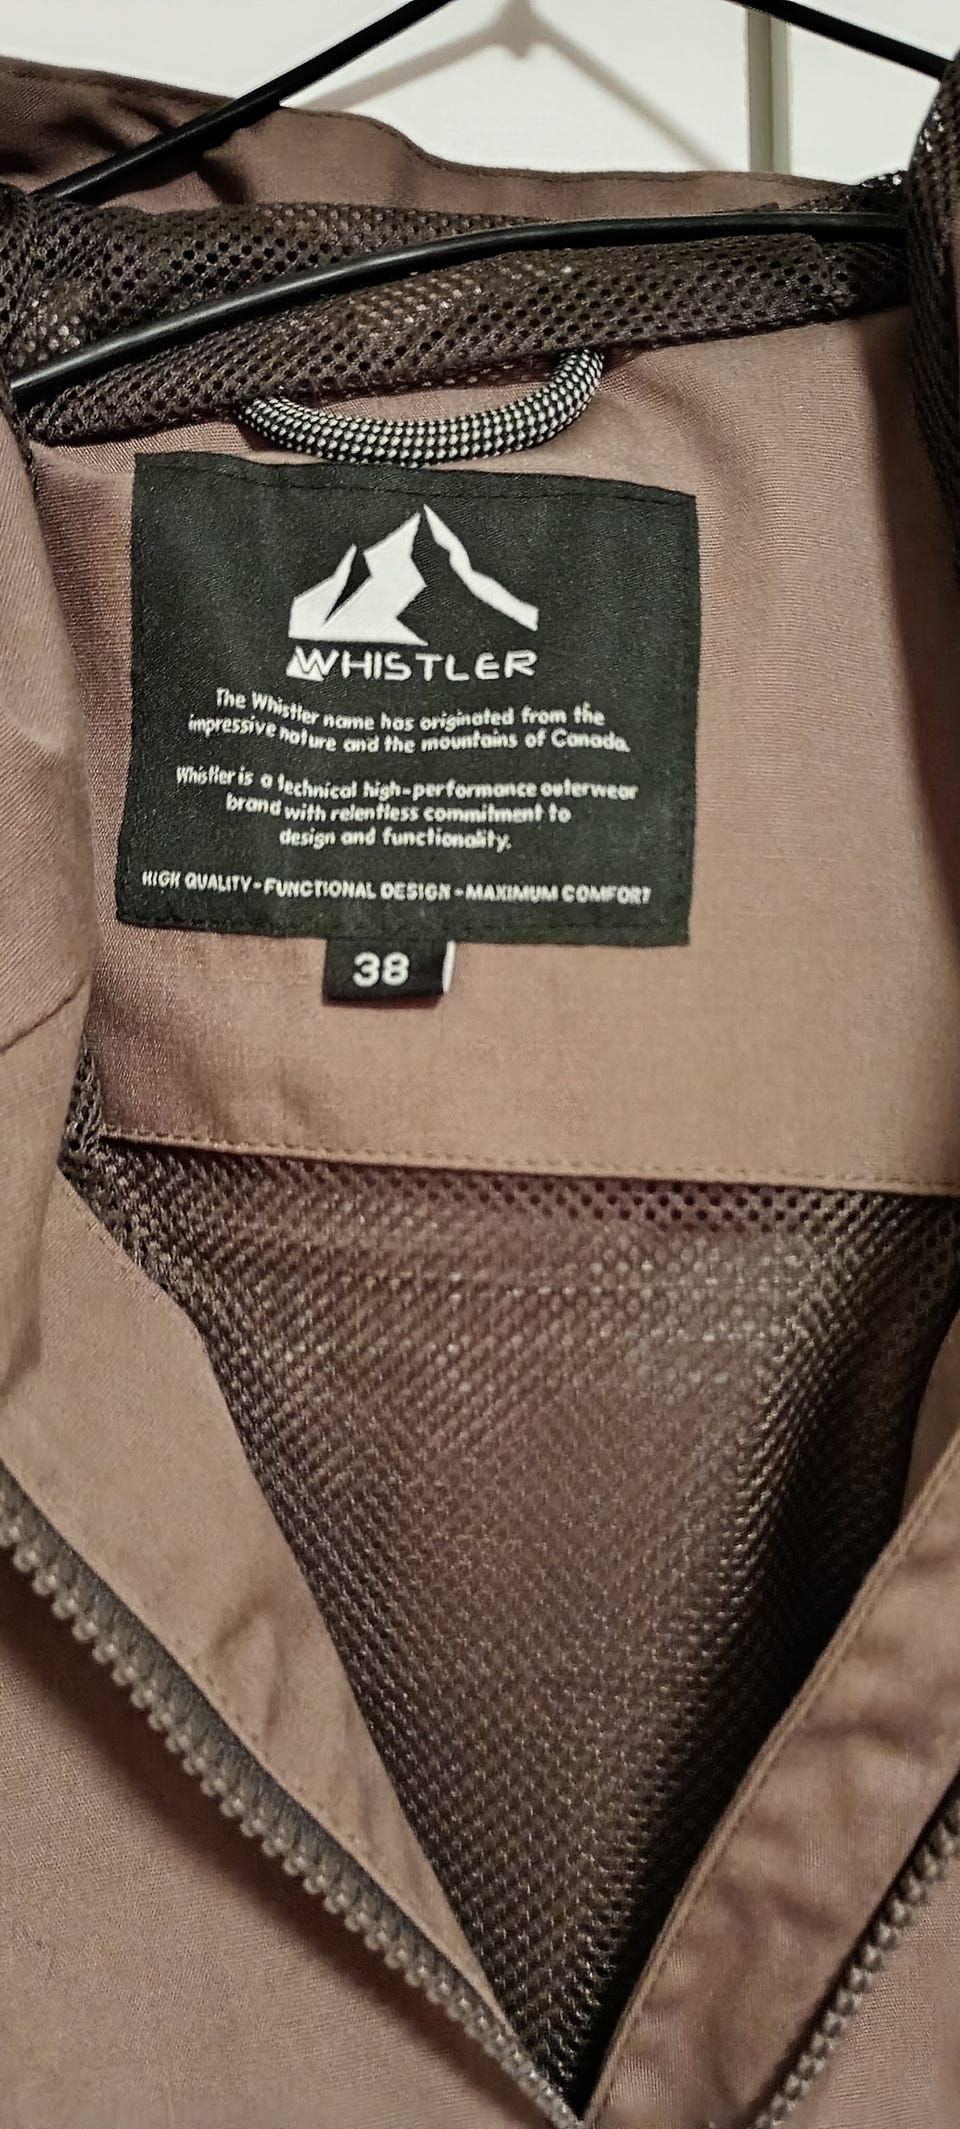 WHISTLER
The Whistler name has originated from the
impressive nature and the mountains of Canada.
Whistler is a technical high-performance outerwear
brand with relentless commitment to
design and functionality.
HIGH QUALITY - FUNCTIONAL DESIGN - MAXIMUM COMFORT
38